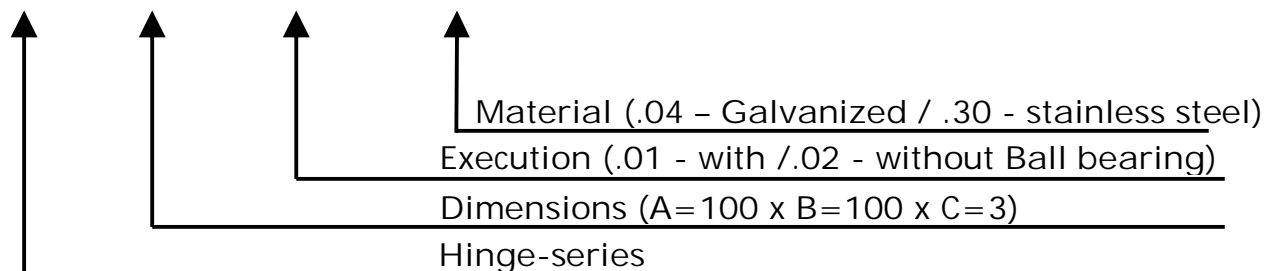 Material (.04 – Galvanized / .30 - stainless steel)
Execution (.01 - with /.02 - without Ball bearing)
Dimensions (A=100 x B=100 x C=3)
Hinge-series